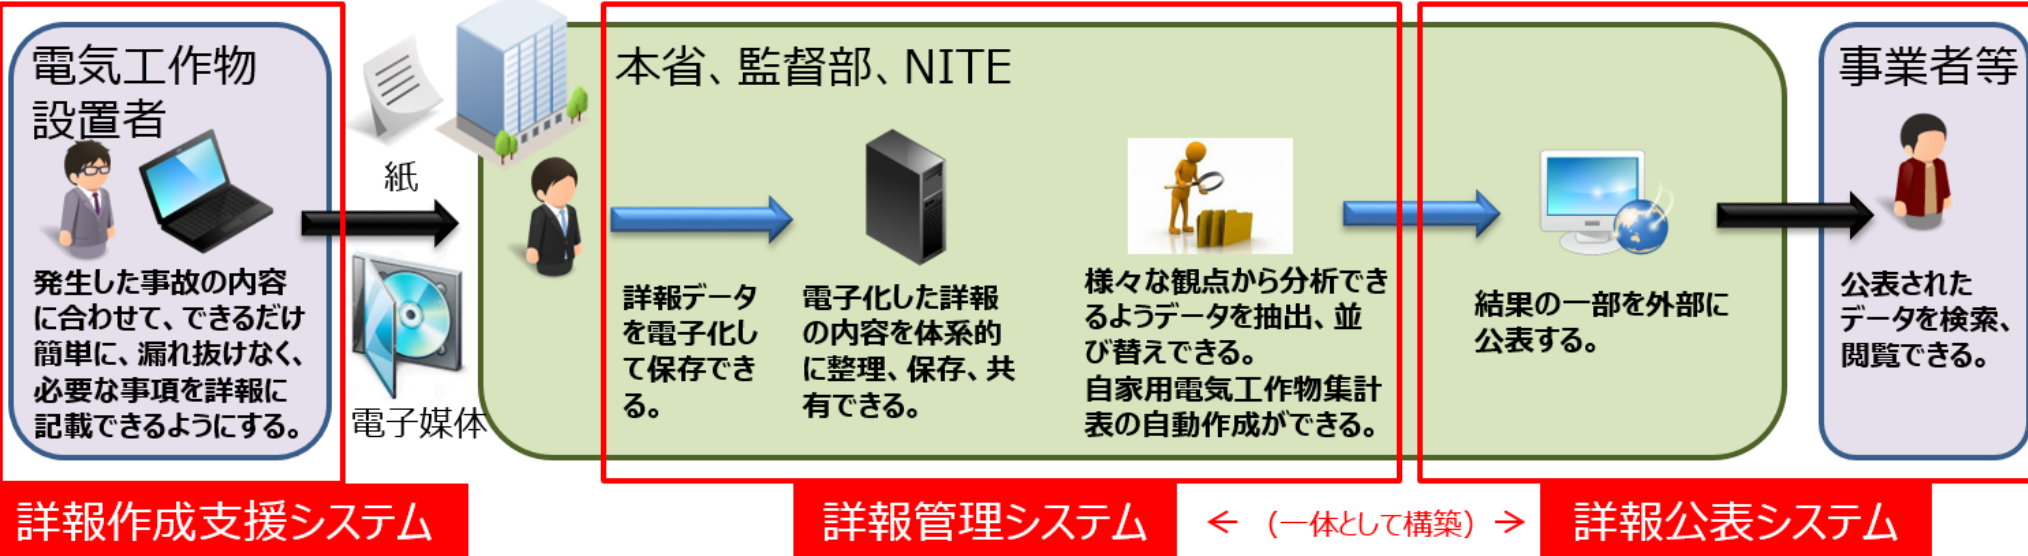 電気工作物
設置者
発生した事故の内容
に合わせて、できるだけ
簡単に、漏れ抜けなく、
必要な事項を詳報に
記載できるようにする。
紙
電子媒体
本省、監督部、NITE
詳報データ
を電子化し
て保存でき
る。
電子化した詳報
の内容を体系的
に整理、保存、共
有できる。
様々な観点から分析でき
るようデータを抽出、並
び替えできる。
自家用電気工作物集計
表の自動作成ができる。
結果の一部を外部に
公表する。
事業者等
公表された
データを検索、
閲覧できる。
詳報作成支援システム
詳報管理システム
← （一体として構築）→
詳報公表システム